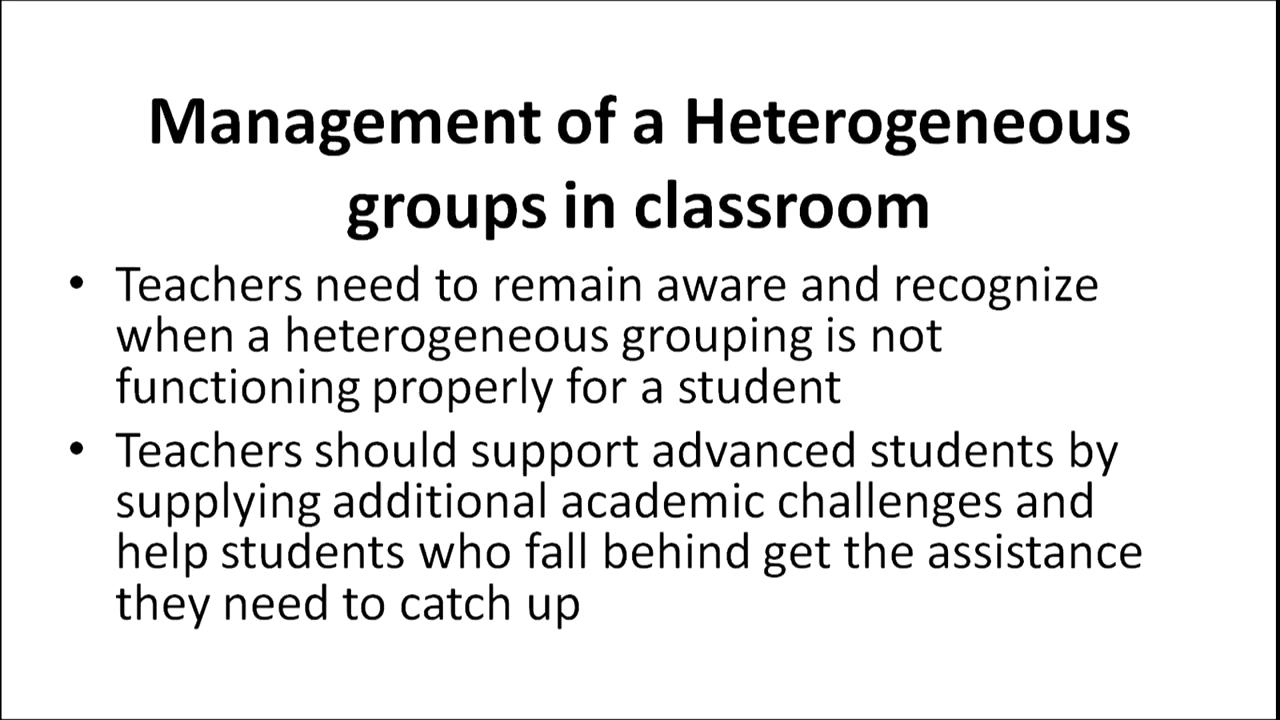 Management of a Heterogeneous
groups in classroom
• Teachers need to remain aware and recognize
when a heterogeneous grouping is not
functioning properly for a student
• Teachers should support advanced students by
supplying additional academic challenges and
help students who fall behind get the assistance
they need to catch up